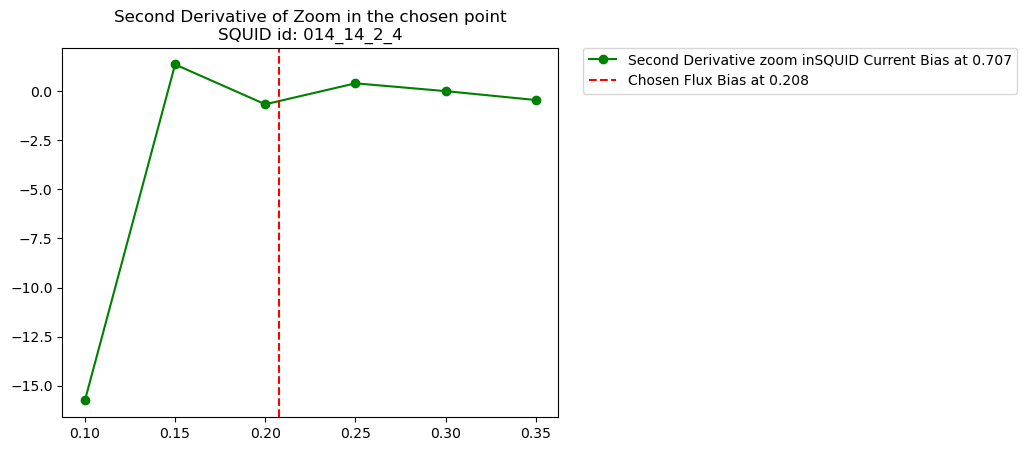 Second Derivative of Zoom in the chosen point
SQUID id: 014_14_2_4
Second Derivative zoom inSQUID Current Bias at 0.707
Chosen Flux Bias at 0.208
0.0
−2.5
−5.0
−7.5
−10.0
−12.5
−15.0
0.10 0.15 0.20 0.25 0.30 0.35